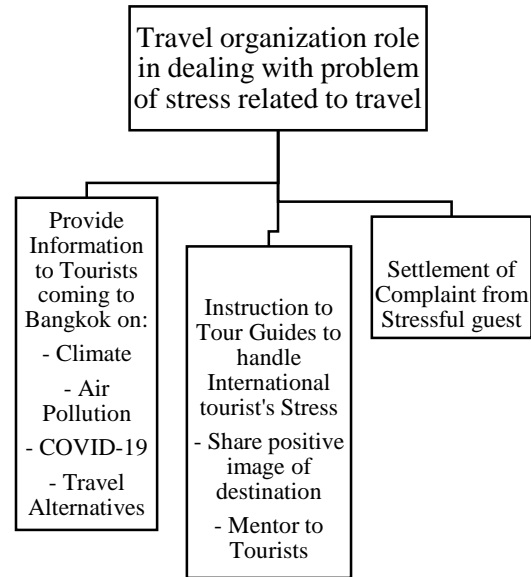 Travel organization role
in dealing with problem
of stress related to travel
Provide
Information
to Tourists
coming to
Bangkok on:
- Climate
- Air
Pollution
- COVID-19
- Travel
Alternatives
Instruction to
Tour Guides to
handle
International
tourist's Stress
- Share positive
image of
destination
- Mentor to
Tourists
Settlement of
Complaint from
Stressful guest